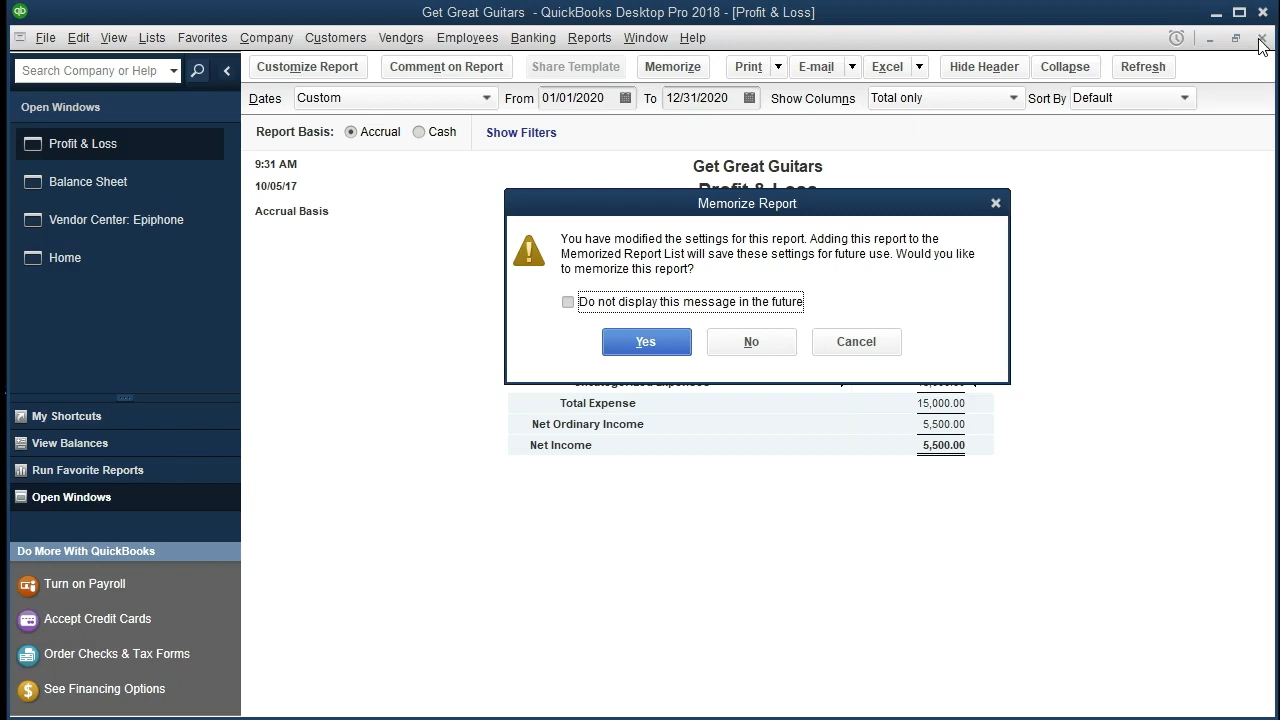 Get Great Guitars - QuickBooks Desktop Pro 2018 - [Profit & Loss]
File Edit View Lists Favorites Company Customers Vendors Employees Banking Reports Window Help
Search Company or Help
Customize Report Comment on Report Share Template Memorize Print E-mail Excel Hide Header Collapse Refresh
Dates Custom From 01/01/2020 To 12/31/2020 Show Columns Total only Sort By Default
Report Basis: Accrual Cash Show Filters
Open Windows
Profit & Loss
Balance Sheet
Vendor Center: Epiphone
Home
9:31 AM
10/05/17
Accrual Basis
Get Great Guitars
Profit & Loss
Memorize Report
You have modified the settings for this report. Adding this report to the
Memorized Report List will save these settings for future use. Would you like
to memorize this report?
Do not display this message in the future
Yes No Cancel
Uncategorized Expenses 15,000.00
Total Expense 15,000.00
Net Ordinary Income 5,500.00
Net Income 5,500.00
My Shortcuts
View Balances
Run Favorite Reports
Open Windows
Do More With QuickBooks
Turn on Payroll
Accept Credit Cards
Order Checks & Tax Forms
See Financing Options